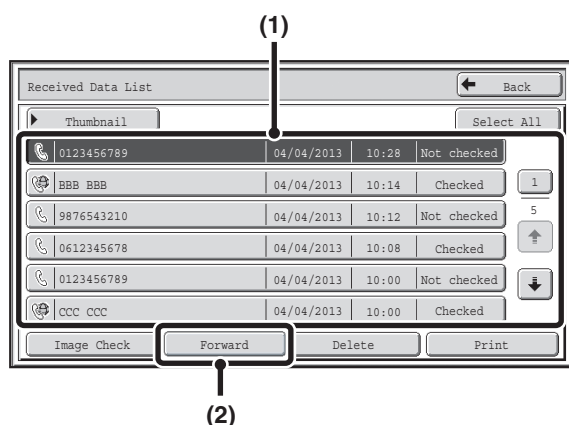 (1)
Received Data List Back
Thumbnail Select All
0123456789 04/04/2013 10:28 Not checked
BBB BBB 04/04/2013 10:14 Checked 1
9876543210 04/04/2013 10:12 Not checked 5
0612345678 04/04/2013 10:08 Checked
0123456789 04/04/2013 10:00 Not checked
CCC CCC 04/04/2013 10:00 Checked
Image Check Forward Delete Print
(2)